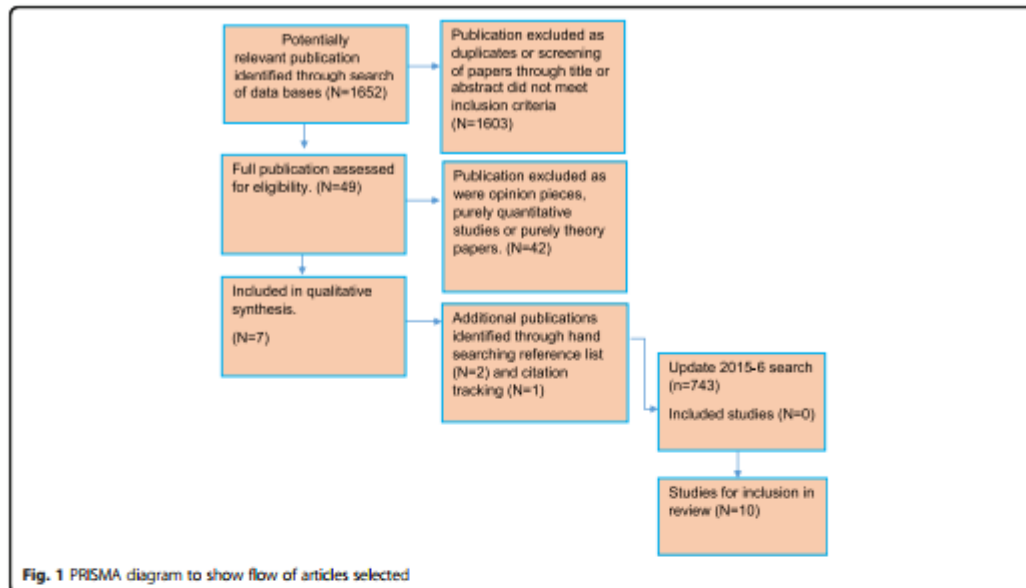 Potentially
relevant publication
identified through search
of data bases (N=1652)
Publication excluded as
duplicates or screening
of papers through title or
abstract did not meet
inclusion criteria
(N=1603)
Full publication assessed
for eligibility. (N=49)
Publication excluded as
were opinion pieces,
purely quantitative
studies or purely theory
papers. (N=42)
Included in qualitative
synthesis.
(N=7)
Additional publications
identified through hand
searching reference list
(N=2) and citation
tracking (N=1)
Update 2015-6 search
(n=743)
Included studies (N=0)
Studies for inclusion in
review (N=10)
Fig. 1 PRISMA diagram to show flow of articles selected